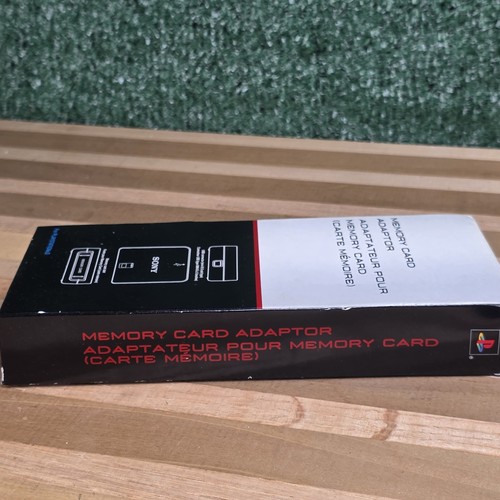 MEMORY CARD
ADAPTOR
ADAPTATEUR POUR
MEMORY CARD
(CARTE MÉMOIRE)
SONY
MEMORY CARD ADAPTOR
ADAPTATEUR POUR MEMORY CARD
(CARTE MÉMOIRE)
®